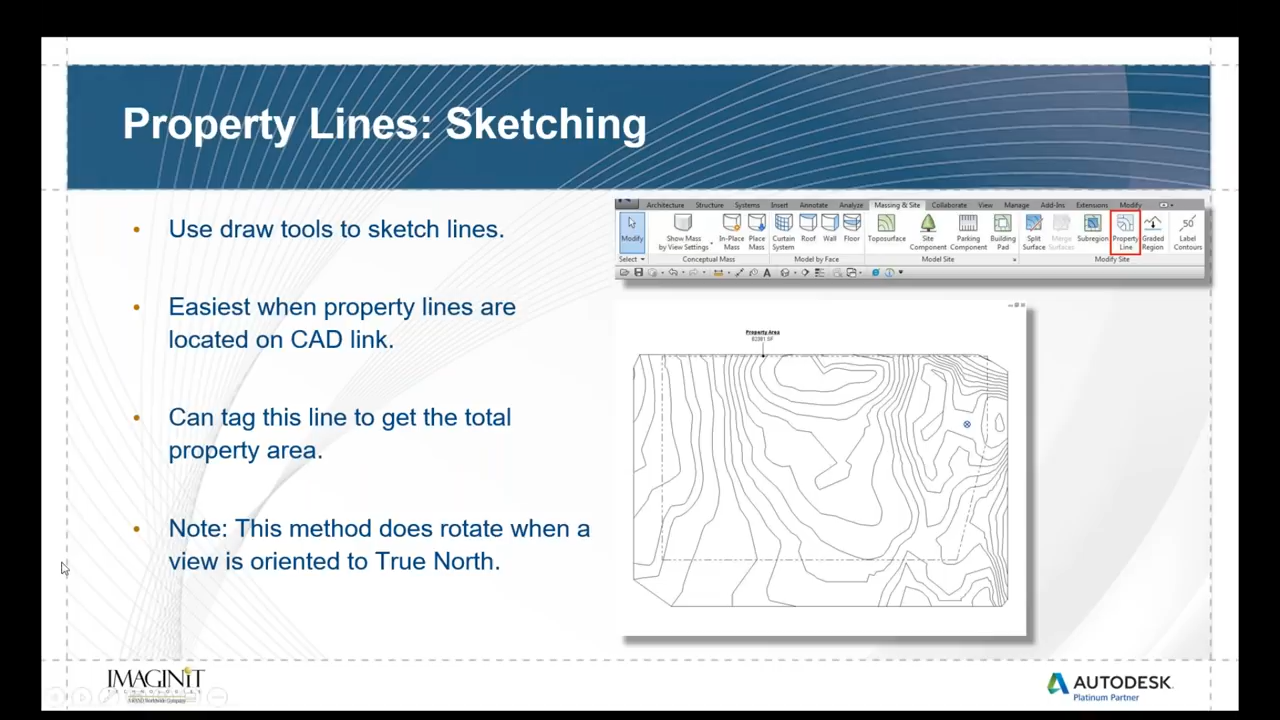 Property Lines: Sketching
• Use draw tools to sketch lines.
• Easiest when property lines are
located on CAD link.
• Can tag this line to get the total
property area.
• Note: This method does rotate when a
view is oriented to True North.
Architecture Structure Systems Insert Annotate Analyze Massing & Site Collaborate View Manage Add-Ins Extensions Modify
Modify Show Mass by View Settings In-Place Mass Place Mass Curtain System Roof Wall Floor Toposurface Site Component Parking Component Building Pad Split Surface Merge Surfaces Subregion Property Line Graded Region 50 Label Contours
Select Conceptual Mass Model by Face Model Site Modify Site
Property Area
IMAGINiT
TECHNOLOGIES
AUTODESK.
Platinum Partner